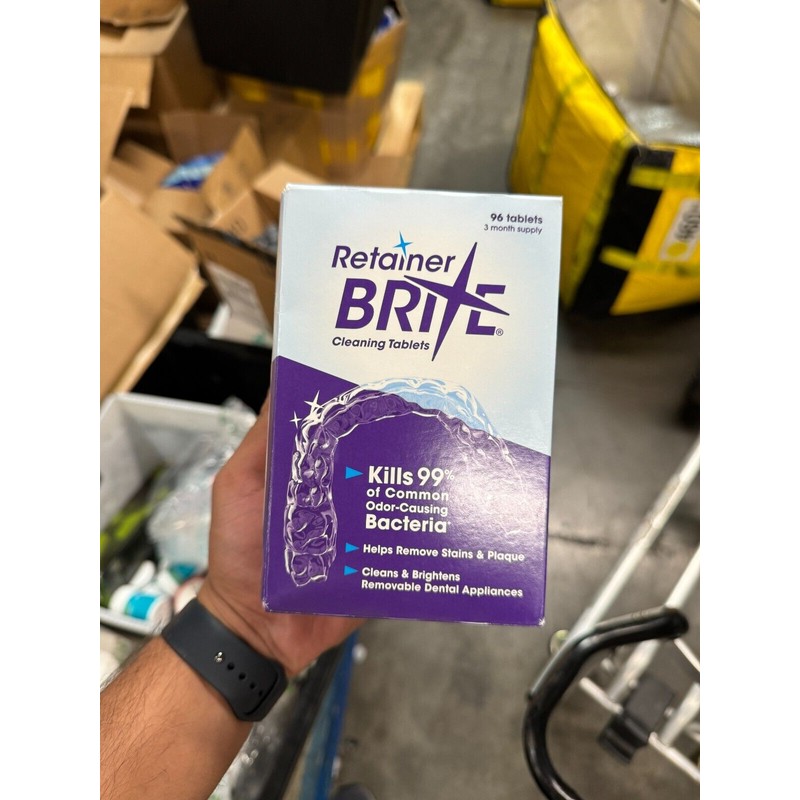 96 tablets
3 month supply
Retainer
BRITE®
Cleaning Tablets
Kills 99%
of Common
Odor-Causing
Bacteria*
Helps Remove Stains & Plaque
Cleans & Brightens
Removable Dental Appliances